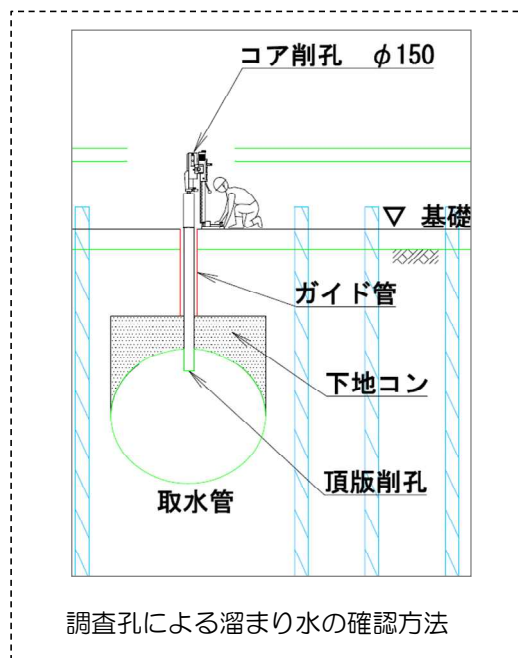 コア削孔 φ150
▽ 基礎
ガイド管
下地コン
頂版削孔
取水管
調査孔による溜まり水の確認方法